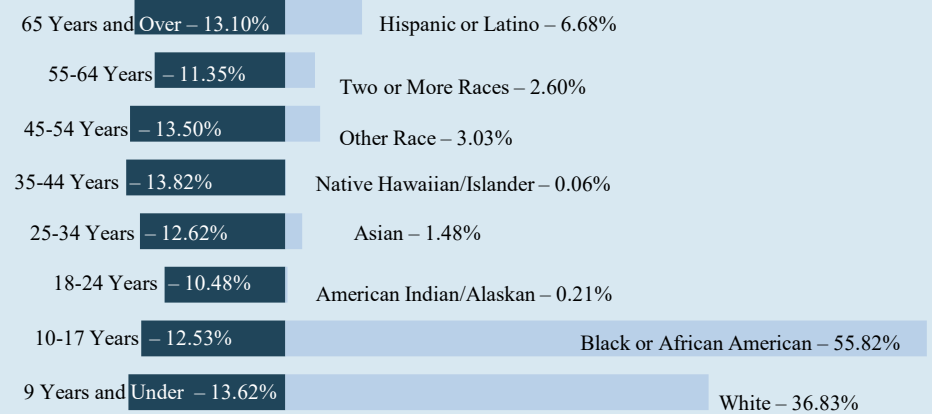 65 Years and Over – 13.10% Hispanic or Latino – 6.68%
55-64 Years – 11.35%
Two or More Races – 2.60%
45-54 Years – 13.50%
Other Race – 3.03%
35-44 Years – 13.82% Native Hawaiian/Islander – 0.06%
25-34 Years – 12.62% Asian – 1.48%
18-24 Years – 10.48%
American Indian/Alaskan – 0.21%
10-17 Years – 12.53% Black or African American – 55.82%
9 Years and Under – 13.62%
White – 36.83%